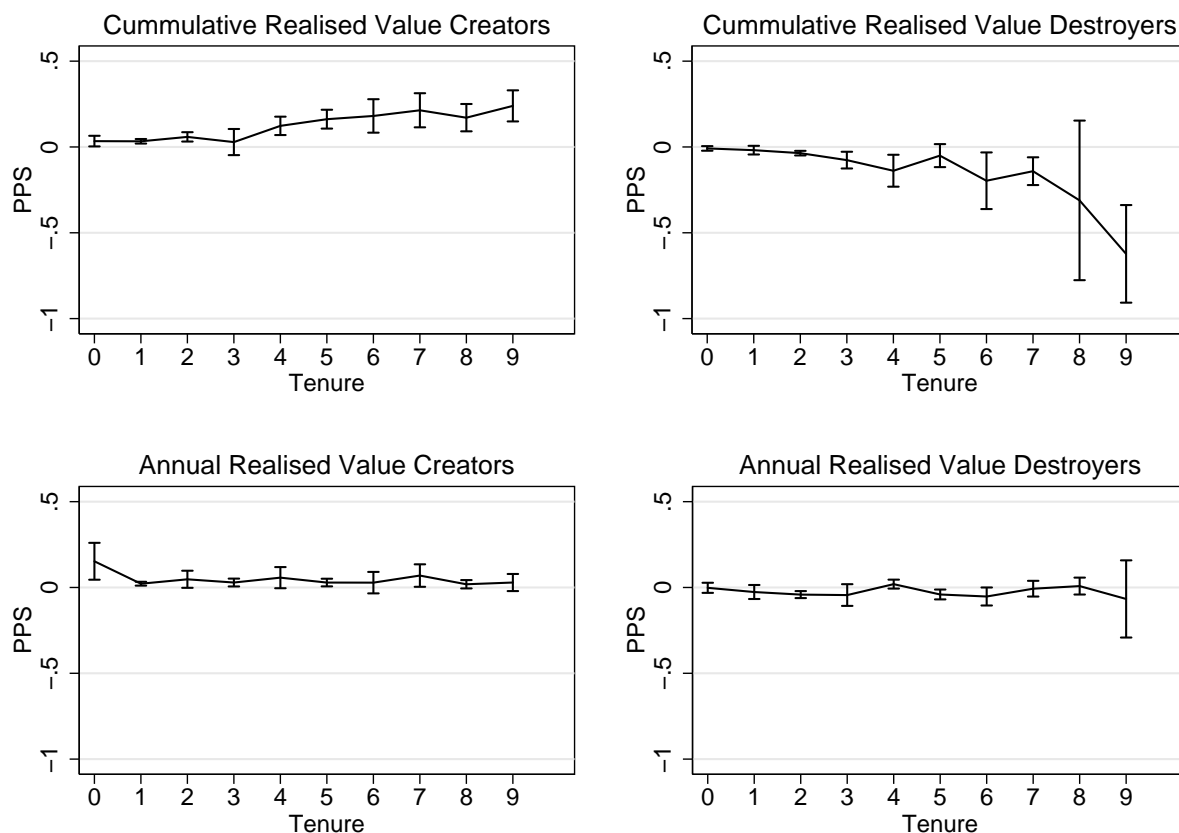 Cummulative Realised Value Creators
.5
0
−.5
−1
PPS
0 1 2 3 4 5 6 7 8 9
Tenure
Cummulative Realised Value Destroyers
.5
0
−.5
−1
PPS
0 1 2 3 4 5 6 7 8 9
Tenure
Annual Realised Value Creators
.5
0
−.5
−1
PPS
0 1 2 3 4 5 6 7 8 9
Tenure
Annual Realised Value Destroyers
.5
0
−.5
−1
PPS
0 1 2 3 4 5 6 7 8 9
Tenure